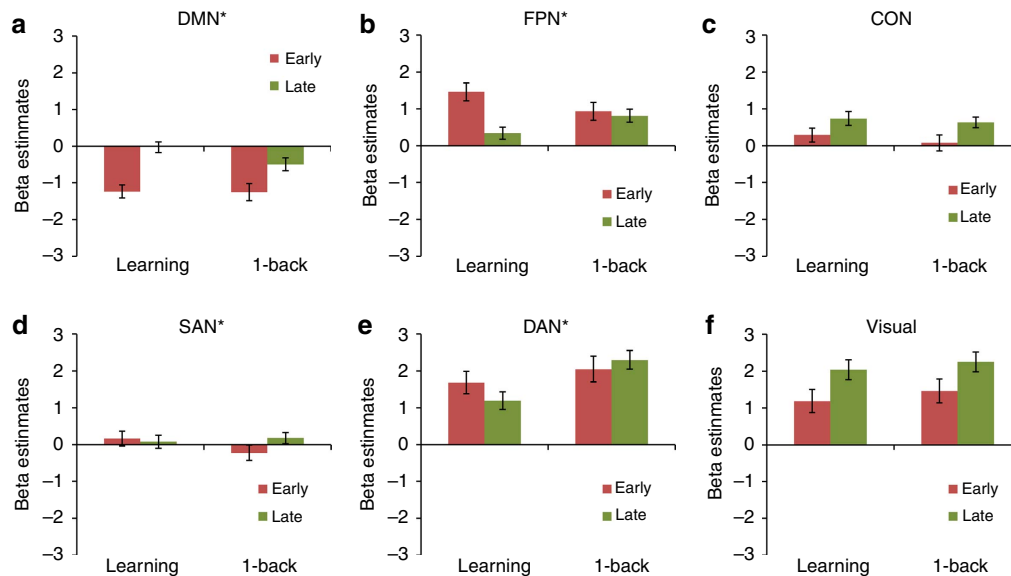 a
DMN*
Beta estinmates
3
2
1
0
–1
–2
–3
Early
Late
Learning
1-back
b
FPN*
Beta estinmates
3
2
1
0
–1
–2
–3
Early
Late
Learning
1-back
c
CON
Beta estinmates
3
2
1
0
–1
–2
–3
Early
Late
Learning
1-back
d
SAN*
Beta estinmates
3
2
1
0
–1
–2
–3
Early
Late
Learning
1-back
e
DAN*
Beta estinmates
3
2
1
0
–1
–2
–3
Early
Late
Learning
1-back
f
Visual
Beta estinmates
3
2
1
0
–1
–2
–3
Early
Late
Learning
1-back